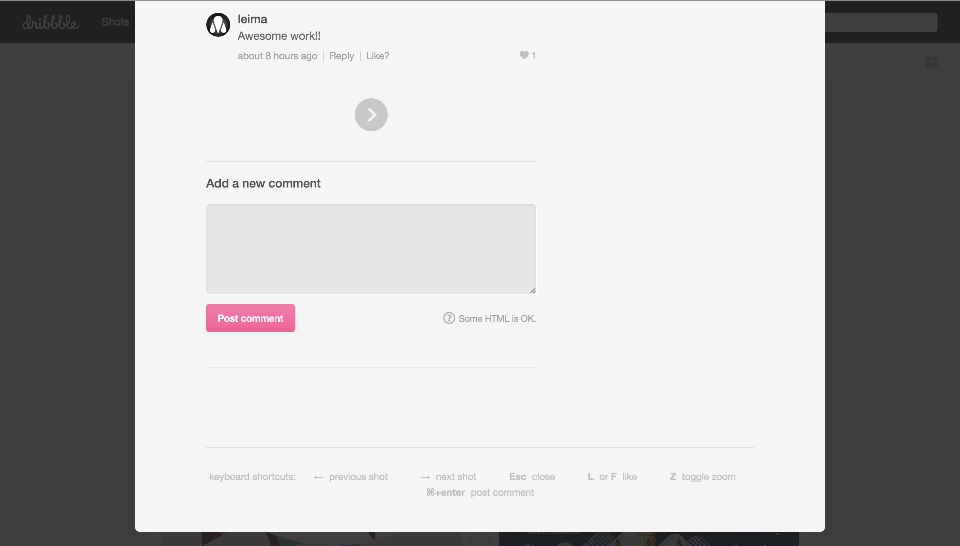 dribbble Shots
leima
Awesome work!!
about 8 hours ago | Reply | Like? 1
Add a new comment
Post comment ? Some HTML is OK.
keyboard shortcuts: ← previous shot → next shot Esc close L or F like Z toggle zoom
⌘+enter post comment